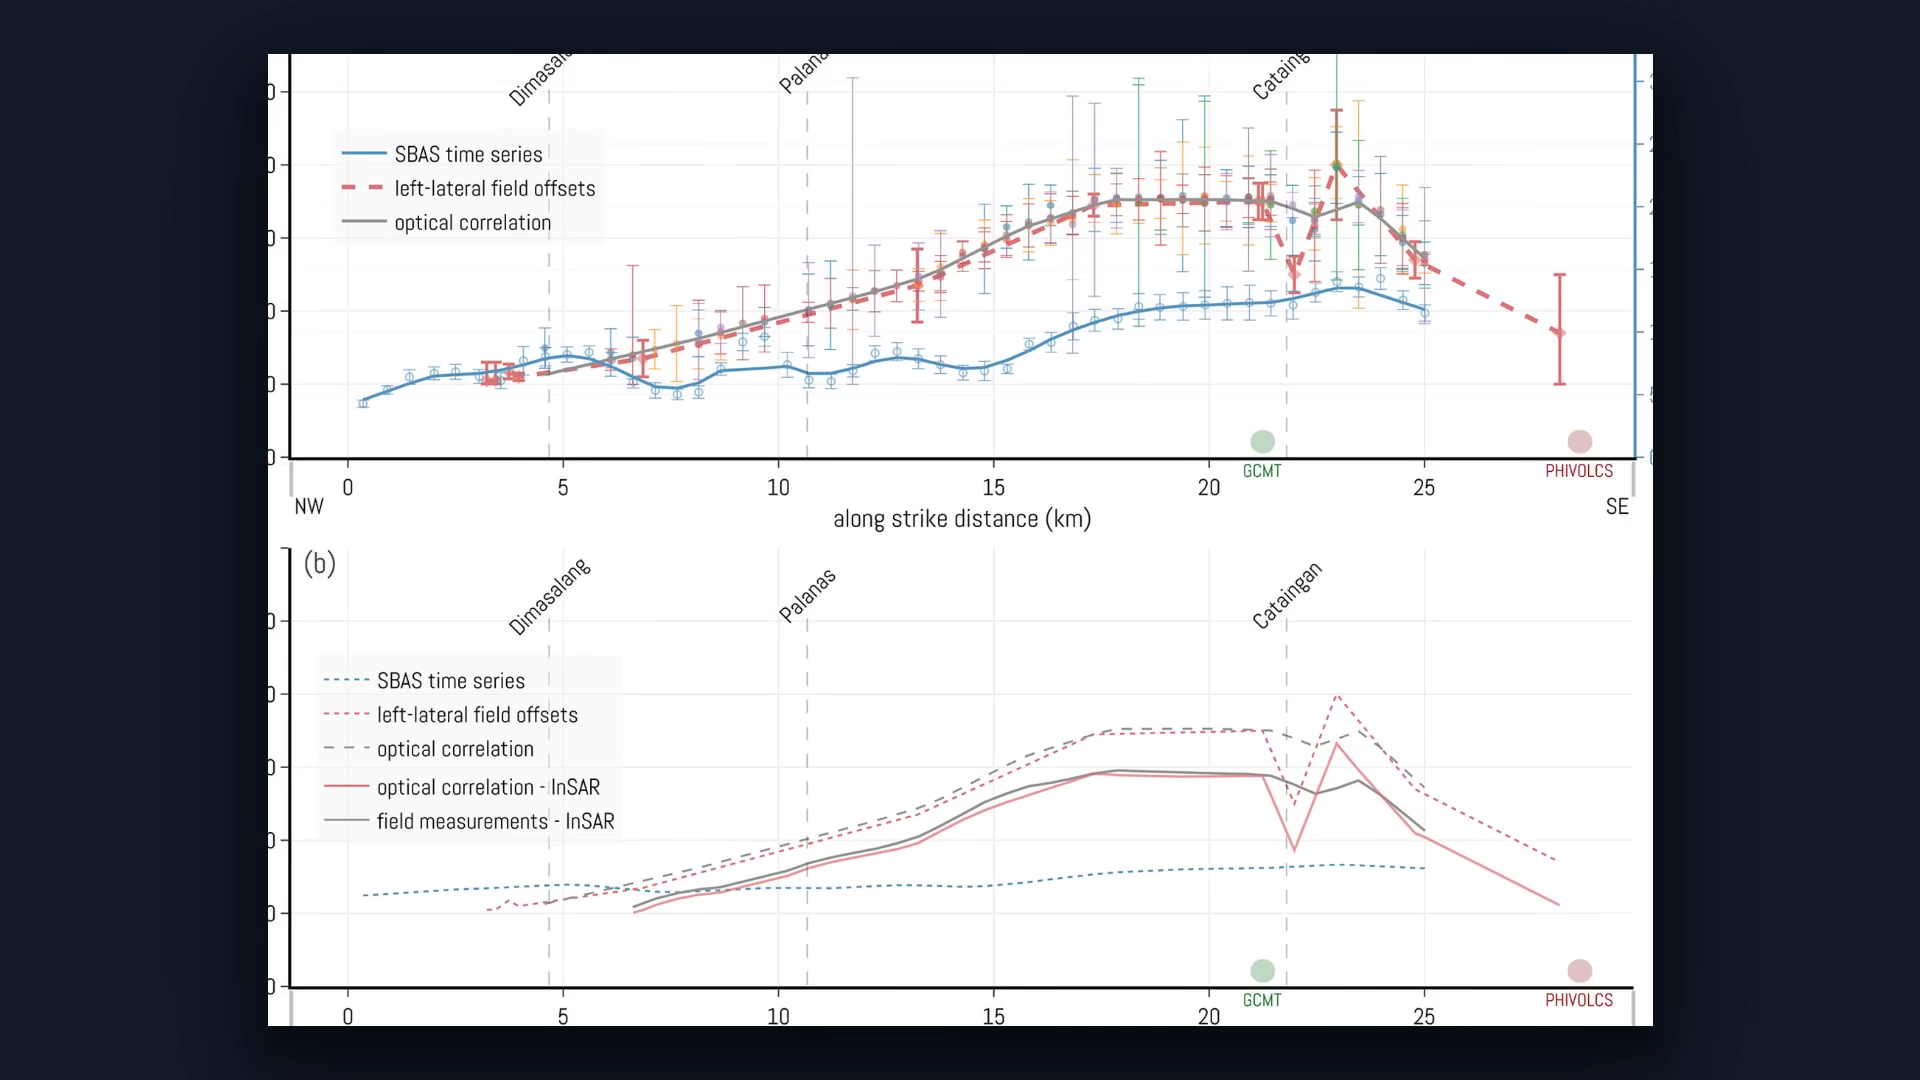 Palana
Cataing
SBAS time series
left-lateral field offsets
optical correlation
GCMT
PHIVOLCS
0 5 10 15 20 25
NW
SE
along strike distance (km)
(b)
Dimasalang
Palanas
Cataingan
SBAS time series
left-lateral field offsets
optical correlation
optical correlation - InSAR
field measurements - InSAR
GCMT
PHIVOLCS
0 5 10 15 20 25